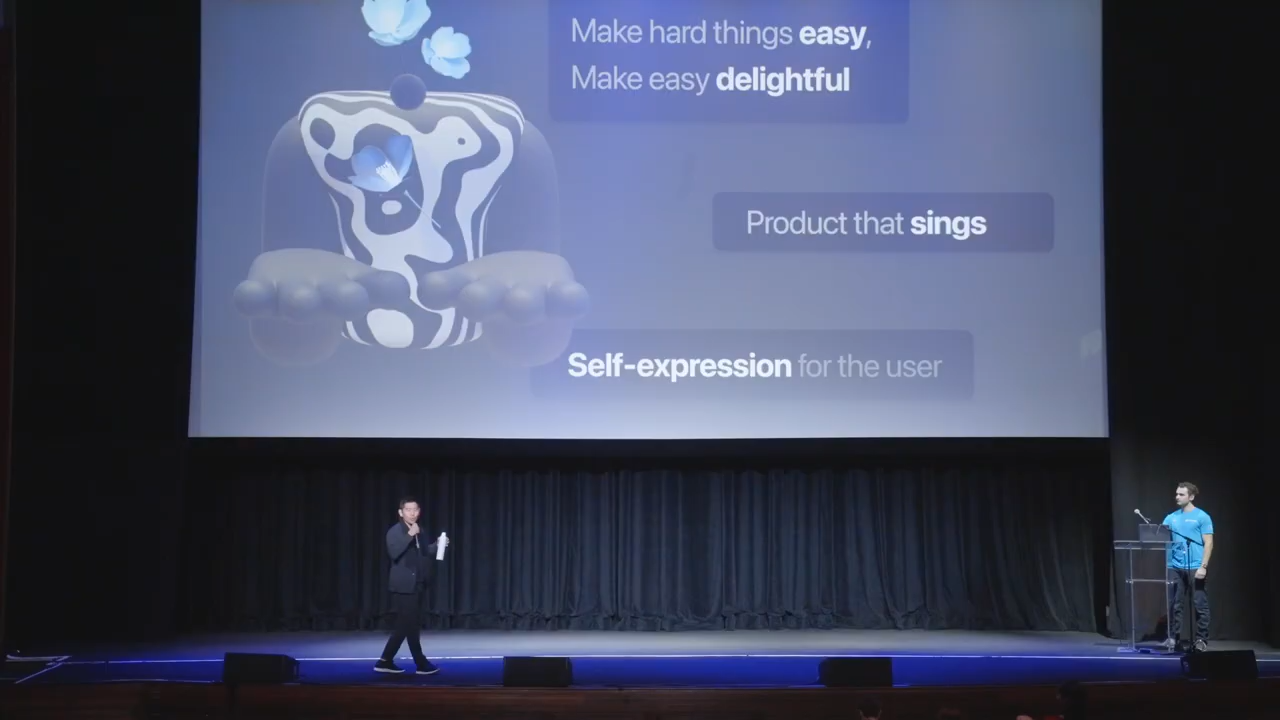 Make hard things easy,
Make easy delightful
Product that sings
Self-expression for the user